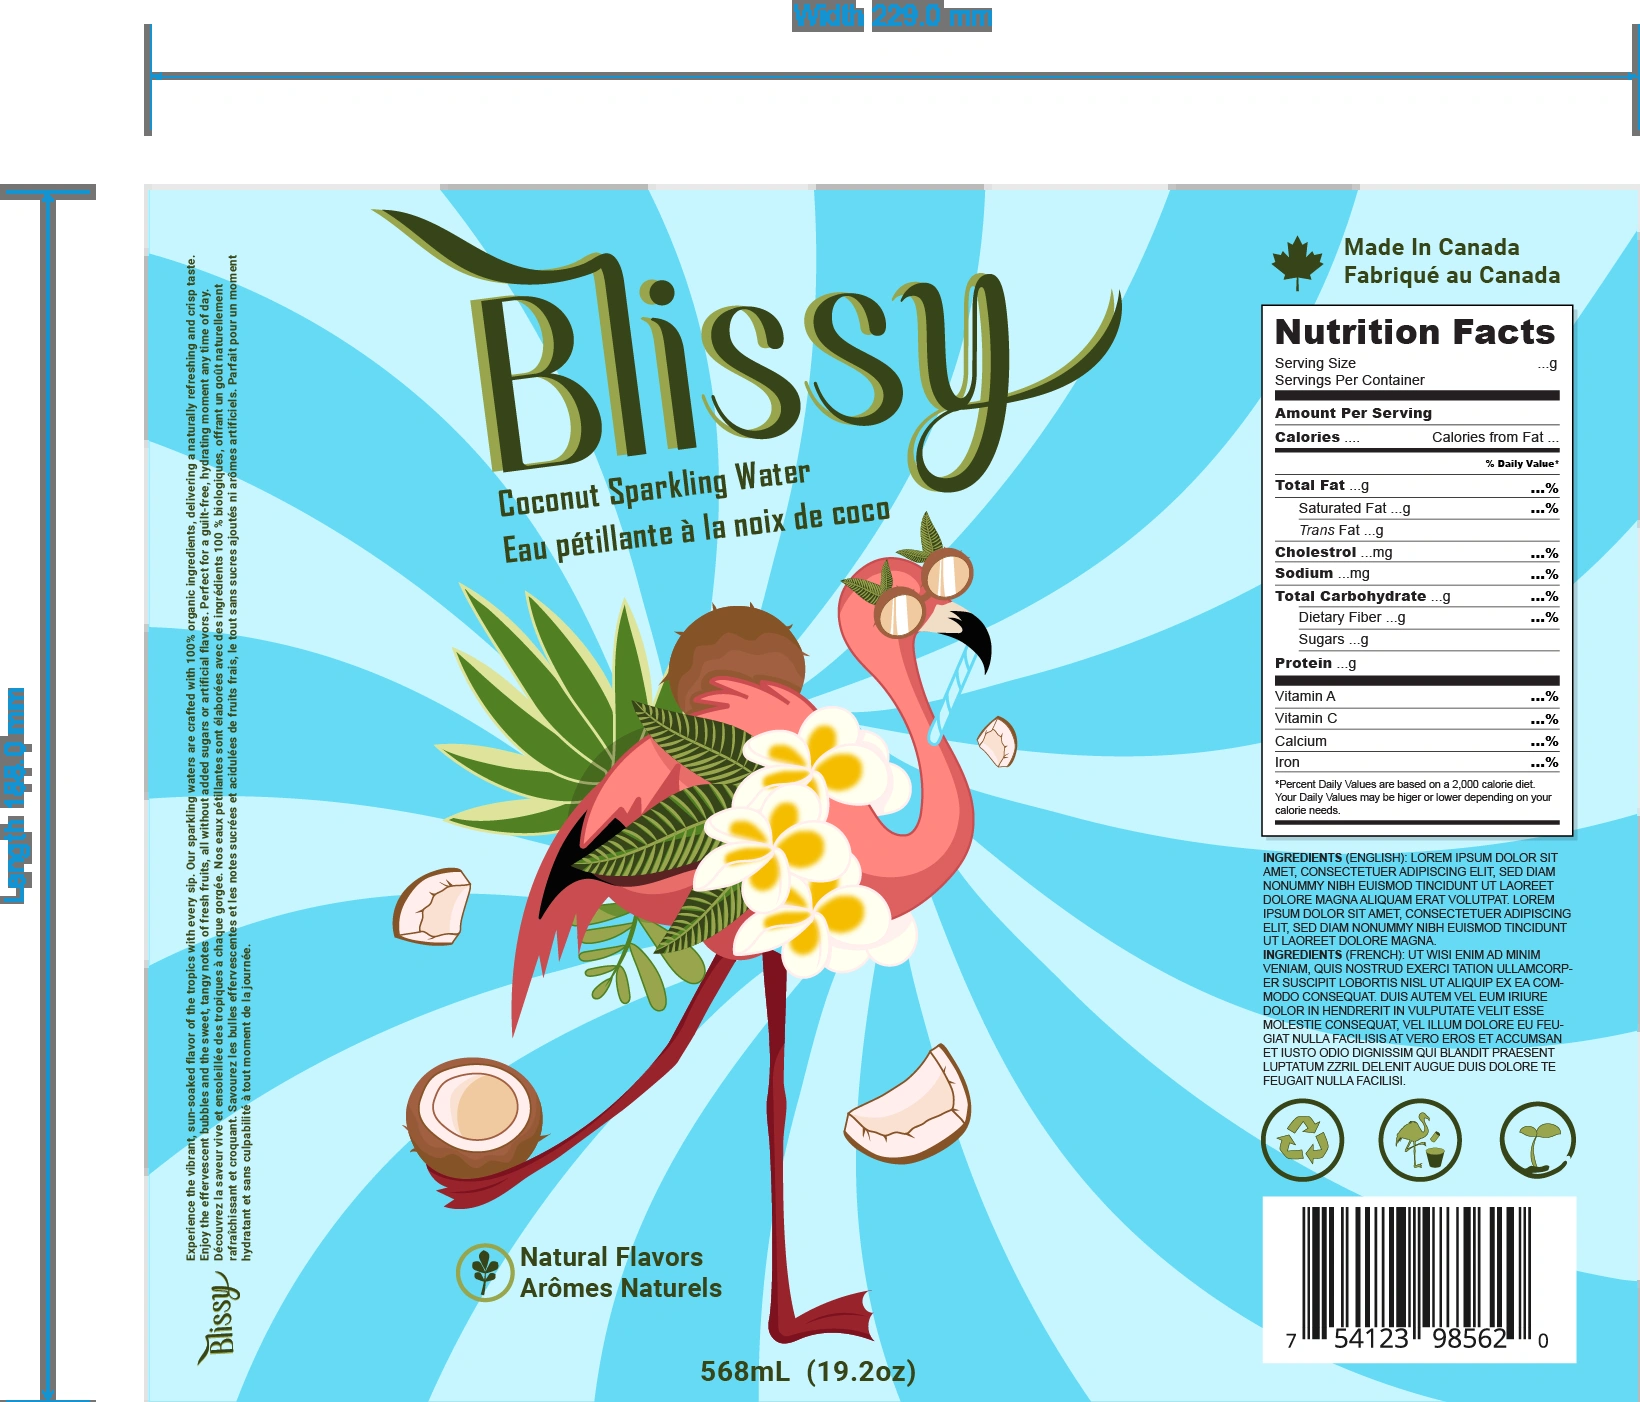 Width 229.0 mm
Length 188.0 mm
Experience the vibrant, sun-soaked flavor of the tropics with every sip. Our sparkling waters are crafted with 100% organic ingredients, delivering a naturally refreshing and crisp taste.
Enjoy the effervescent bubbles and the sweet, tangy notes of fresh fruits, all without added sugars or artificial flavors. Perfect for a guilt-free, hydrating moment any time of day.
Découvrez la saveur vive et ensoleillée des tropiques à chaque gorgée. Nos eaux pétillantes sont élaborées avec des ingrédients 100 % biologiques, offrant un goût naturellement
rafraîchissant et croquant. Savourez les bulles effervescentes et les notes sucrées et acidulées de fruits frais, le tout sans sucres ajoutés ni arômes artificiels. Parfait pour un moment
hydratant et sans culpabilité à tout moment de la journée.
Blissy
Blissy
Coconut Sparkling Water
Eau pétillante à la noix de coco
Natural Flavors
Arômes Naturels
568mL (19.2oz)
Made In Canada
Fabriqué au Canada
Nutrition Facts
Serving Size ...g
Servings Per Container
Amount Per Serving
Calories .... Calories from Fat ...
% Daily Value*
Total Fat ...g ...%
Saturated Fat ...g ...%
Trans Fat ...g
Cholestrol ...mg ...%
Sodium ...mg ...%
Total Carbohydrate ...g ...%
Dietary Fiber ...g ...%
Sugars ...g
Protein ...g
Vitamin A ...%
Vitamin C ...%
Calcium ...%
Iron ...%
*Percent Daily Values are based on a 2,000 calorie diet.
Your Daily Values may be higer or lower depending on your
calorie needs.
INGREDIENTS (ENGLISH): LOREM IPSUM DOLOR SIT
AMET, CONSECTETUER ADIPISCING ELIT, SED DIAM
NONUMMY NIBH EUISMOD TINCIDUNT UT LAOREET
DOLORE MAGNA ALIQUAM ERAT VOLUTPAT. LOREM
IPSUM DOLOR SIT AMET, CONSECTETUER ADIPISCING
ELIT, SED DIAM NONUMMY NIBH EUISMOD TINCIDUNT
UT LAOREET DOLORE MAGNA.
INGREDIENTS (FRENCH): UT WISI ENIM AD MINIM
VENIAM, QUIS NOSTRUD EXERCI TATION ULLAMCORP-
ER SUSCIPIT LOBORTIS NISL UT ALIQUIP EX EA COM-
MODO CONSEQUAT. DUIS AUTEM VEL EUM IRIURE
DOLOR IN HENDRERIT IN VULPUTATE VELIT ESSE
MOLESTIE CONSEQUAT, VEL ILLUM DOLORE EU FEU-
GIAT NULLA FACILISIS AT VERO EROS ET ACCUMSAN
ET IUSTO ODIO DIGNISSIM QUI BLANDIT PRAESENT
LUPTATUM ZZRIL DELENIT AUGUE DUIS DOLORE TE
FEUGAIT NULLA FACILISI.
7 54123 98562 0